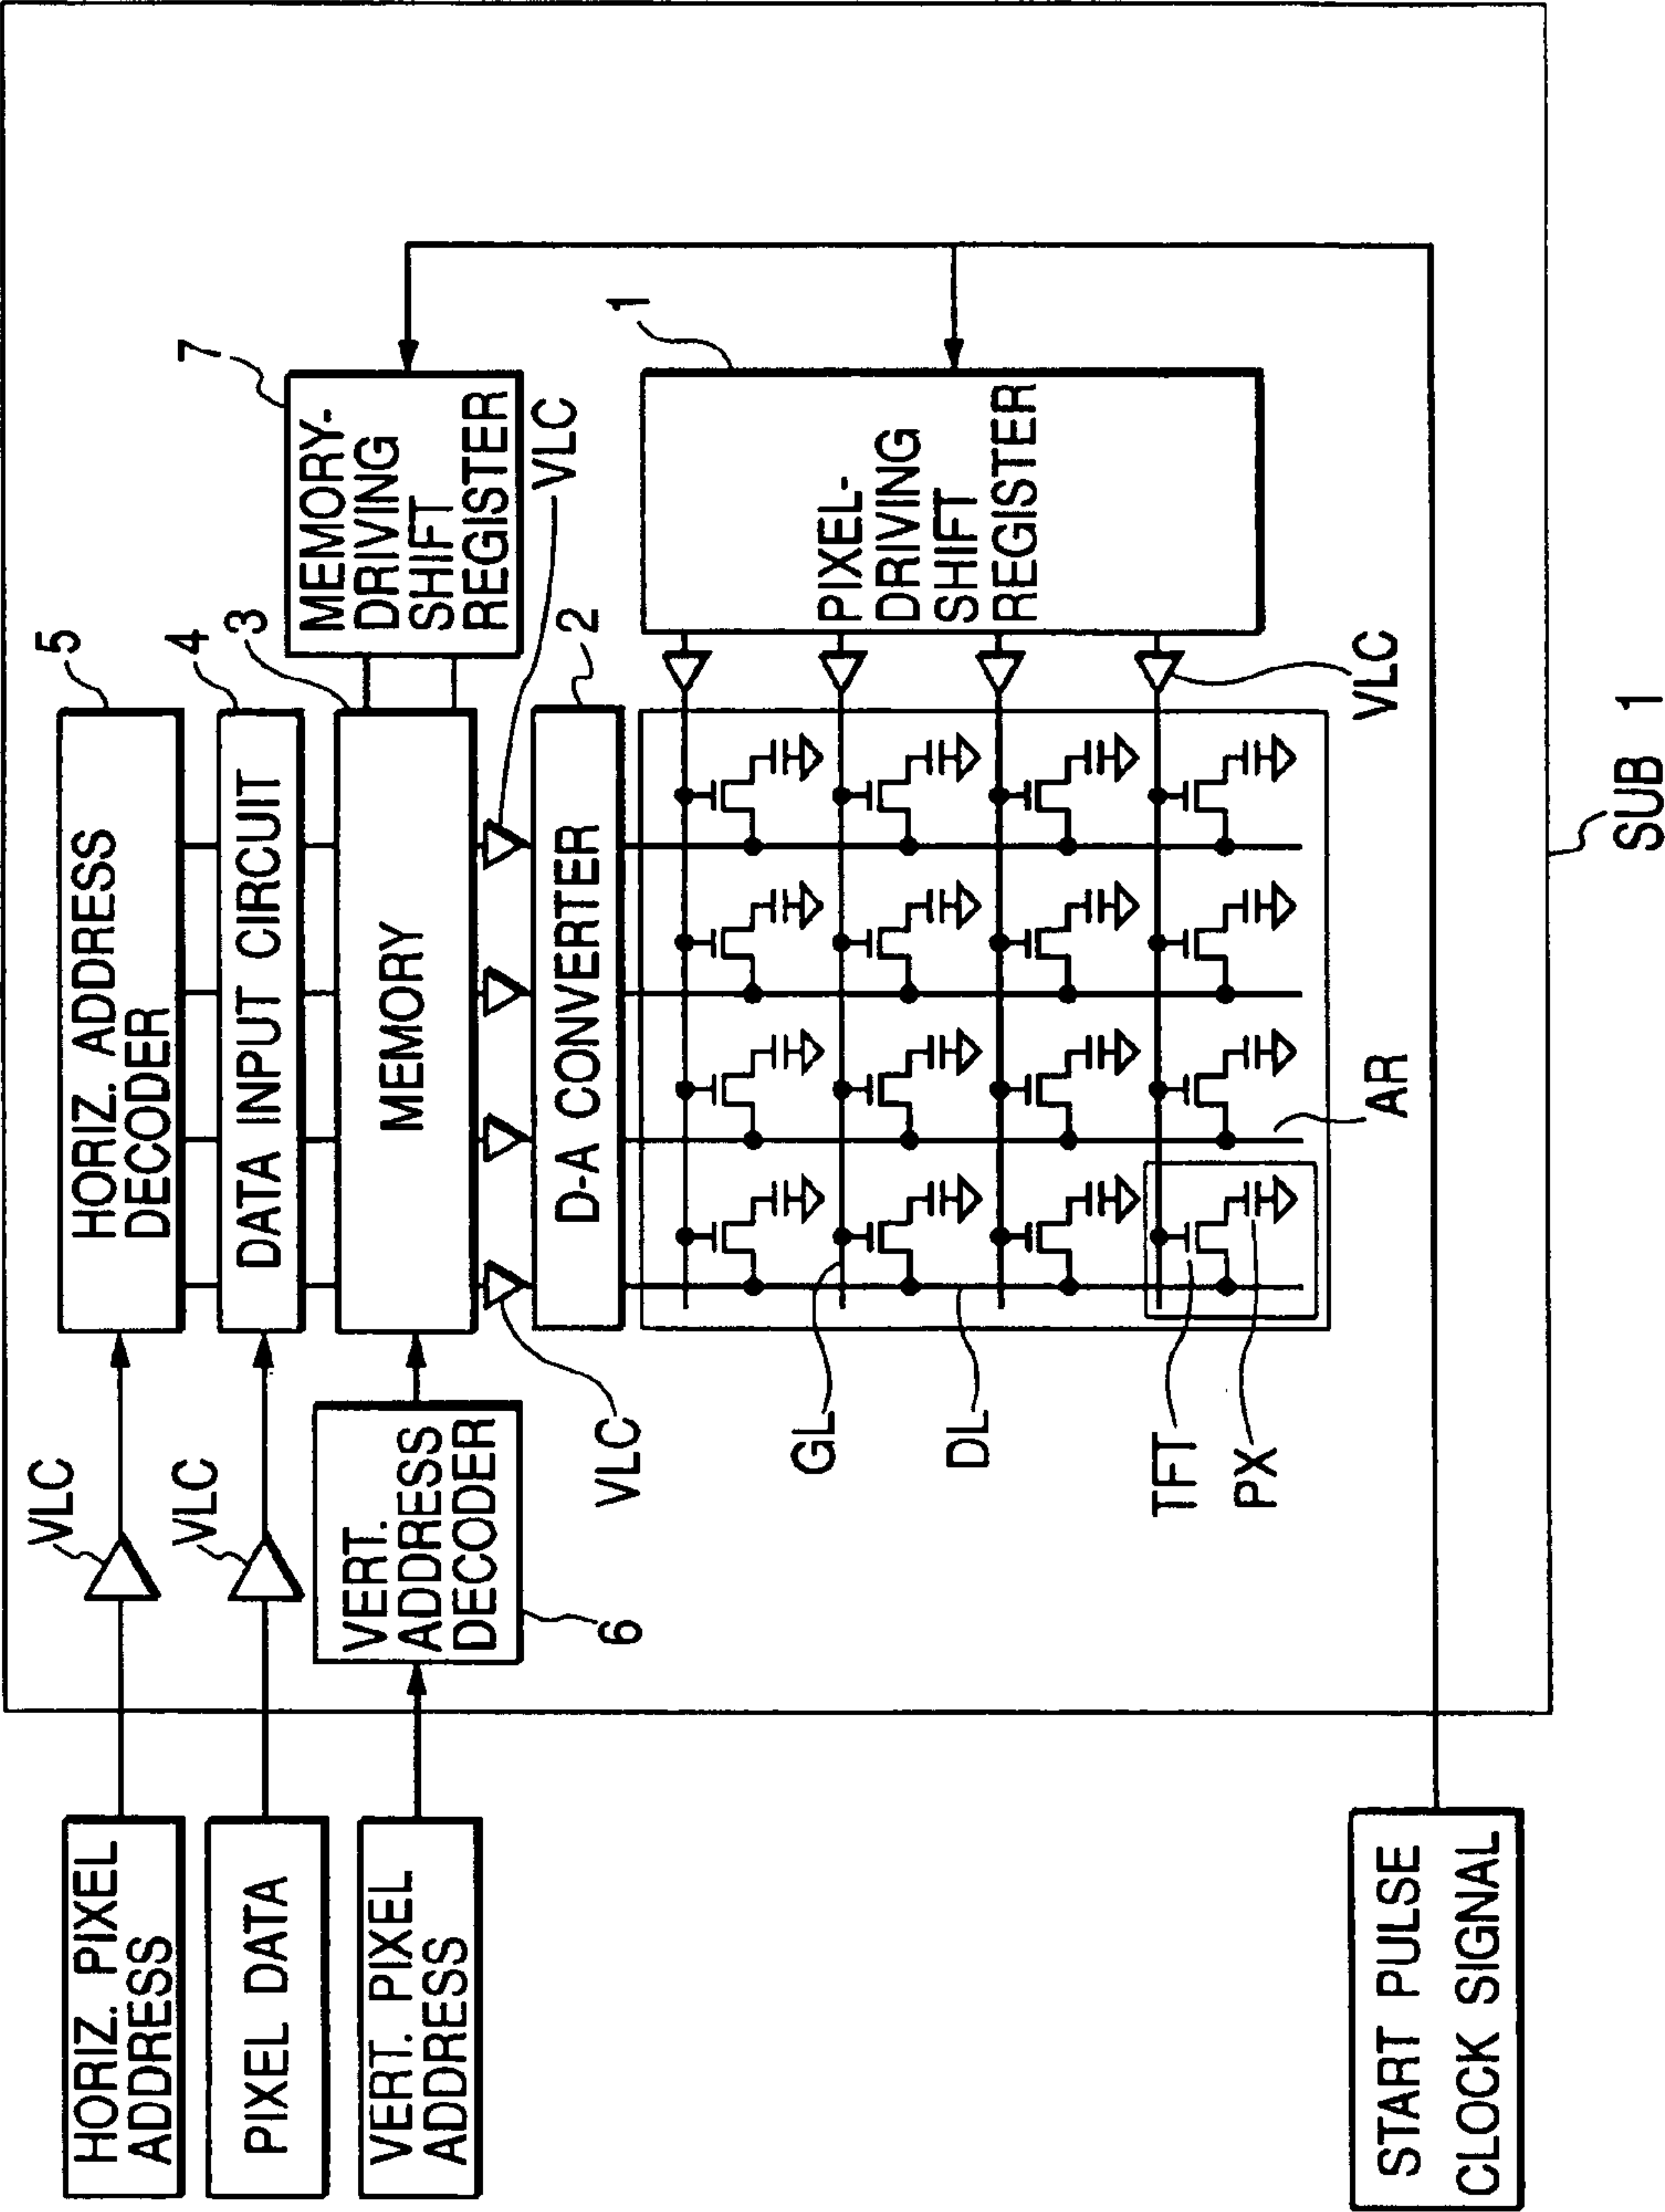 HORIZ. PIXEL
ADDRESS
PIXEL DATA
VERT. PIXEL
ADDRESS
START PULSE
CLOCK SIGNAL
VLC
VLC
VERT.
ADDRESS
DECODER
6
VLC
HORIZ. ADDRESS
DECODER
5
DATA INPUT CIRCUIT
4
MEMORY
3
MEMORY-
DRIVING
SHIFT
REGISTER
7
VLC
D-A CONVERTER
2
PIXEL-
DRIVING
SHIFT
REGISTER
1
VLC
GL
DL
TFT
PX
AR
SUB 1